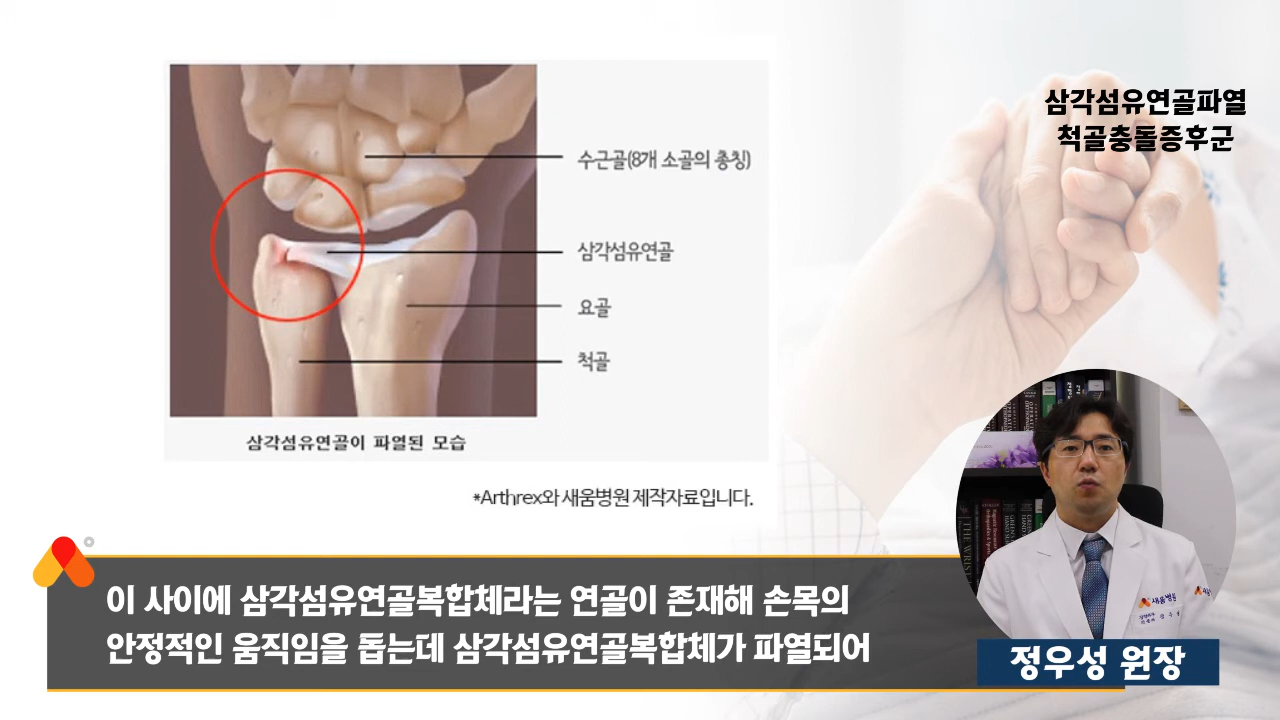 삼각섬유연골파열
척골충돌증후군
수근골(8개 소골의 총칭)
삼각섬유연골
요골
척골
삼각섬유연골이 파열된 모습
*Arthrex와 새움병원 제작자료입니다.
이 사이에 삼각섬유연골복합체라는 연골이 존재해 손목의
안정적인 움직임을 돕는데 삼각섬유연골복합체가 파열되어
새움병원
정우성 원장